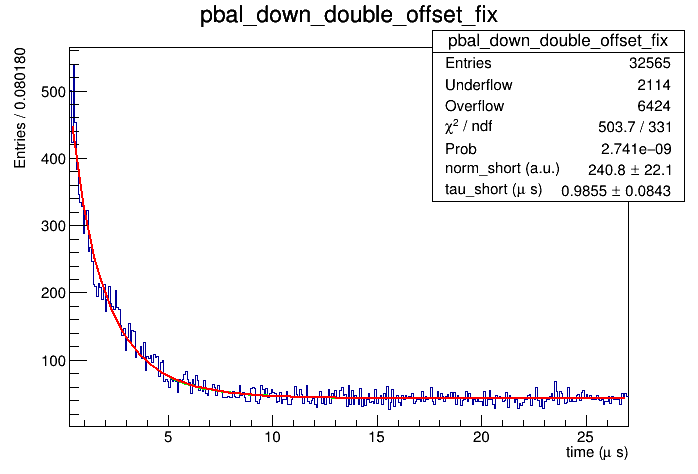 pbal_down_double_offset_fix
pbal_down_double_offset_fix
Entries 32565
Underflow 2114
Overflow 6424
χ² / ndf 503.7 / 331
Prob 2.741e−09
norm_short (a.u.) 240.8 ± 22.1
tau_short (μ s) 0.9855 ± 0.0843
Entries / 0.080180
500
400
300
200
100
5 10 15 20 25
time (μ s)